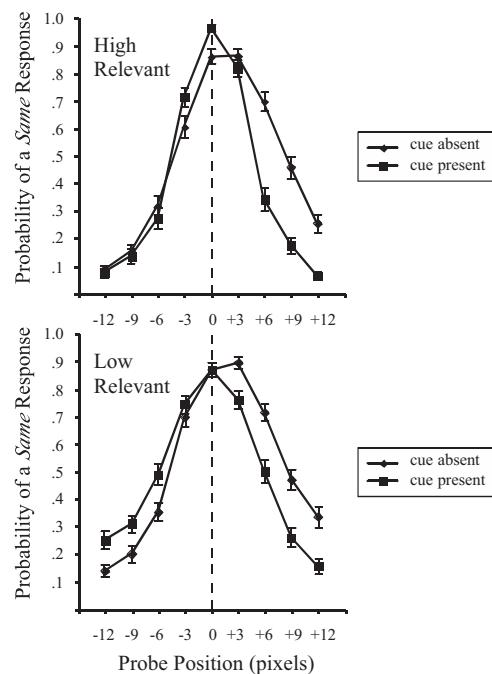 1.0
.9
.8
.7
.6
.5
.4
.3
.2
.1
Probability of a Same Response
High
Relevant
cue absent
cue present
-12 -9 -6 -3 0 +3 +6 +9 +12
1.0
.9
.8
.7
.6
.5
.4
.3
.2
.1
Probability of a Same Response
Low
Relevant
cue absent
cue present
-12 -9 -6 -3 0 +3 +6 +9 +12
Probe Position (pixels)